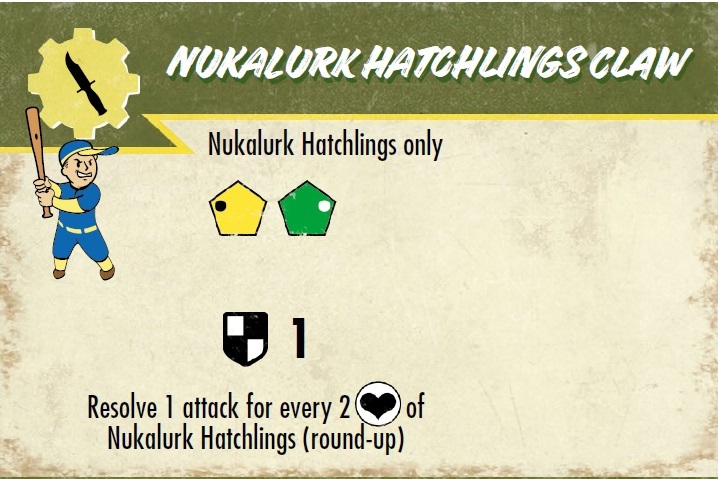 NUKALURK HATCHLINGS CLAW
Nukalurk Hatchlings only
1
Resolve 1 attack for every 2 of
Nukalurk Hatchlings (round-up)